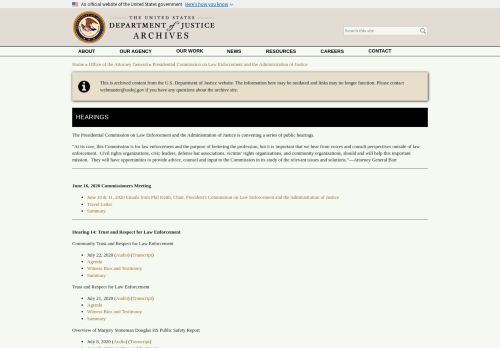 An official website of the United States government  Here's how you know
THE UNITED STATES
DEPARTMENT of JUSTICE
ARCHIVES
Search this site
ABOUT OUR AGENCY OUR WORK NEWS RESOURCES CAREERS CONTACT
Home » Office of the Attorney General » Presidential Commission on Law Enforcement and the Administration of Justice
This is archived content from the U.S. Department of Justice website. The information here may be outdated and links may no longer function. Please contact
webmaster@usdoj.gov if you have any questions about the archive site.
HEARINGS
The Presidential Commission on Law Enforcement and the Administration of Justice is convening a series of public hearings.
"At its core, this Commission is for law enforcement and the purpose of bettering the profession, but it is important that we hear from voices and consult perspectives outside of law
enforcement.  Civil rights organizations, civic leaders, defense bar associations, victims' rights organizations, and community organizations, should and will help this important
mission.  They will have opportunities to provide advice, counsel and input to the Commission in its study of the relevant issues and solutions."—Attorney General Barr
June 16, 2020 Commissioners Meeting
• June 10 & 11, 2020 Emails from Phil Keith, Chair, President's Commission on Law Enforcement and the Administration of Justice
• Travel Letter
• Summary
Hearing 14: Trust and Respect for Law Enforcement
Community Trust and Respect for Law Enforcement
• July 22, 2020 (Audio) (Transcript)
• Agenda
• Witness Bios and Testimony
• Summary
Trust and Respect for Law Enforcement
• July 21, 2020 (Audio) (Transcript)
• Agenda
• Witness Bios and Testimony
• Summary
Overview of Marjory Stoneman Douglas HS Public Safety Report
• July 8, 2020 (Audio) (Transcript)